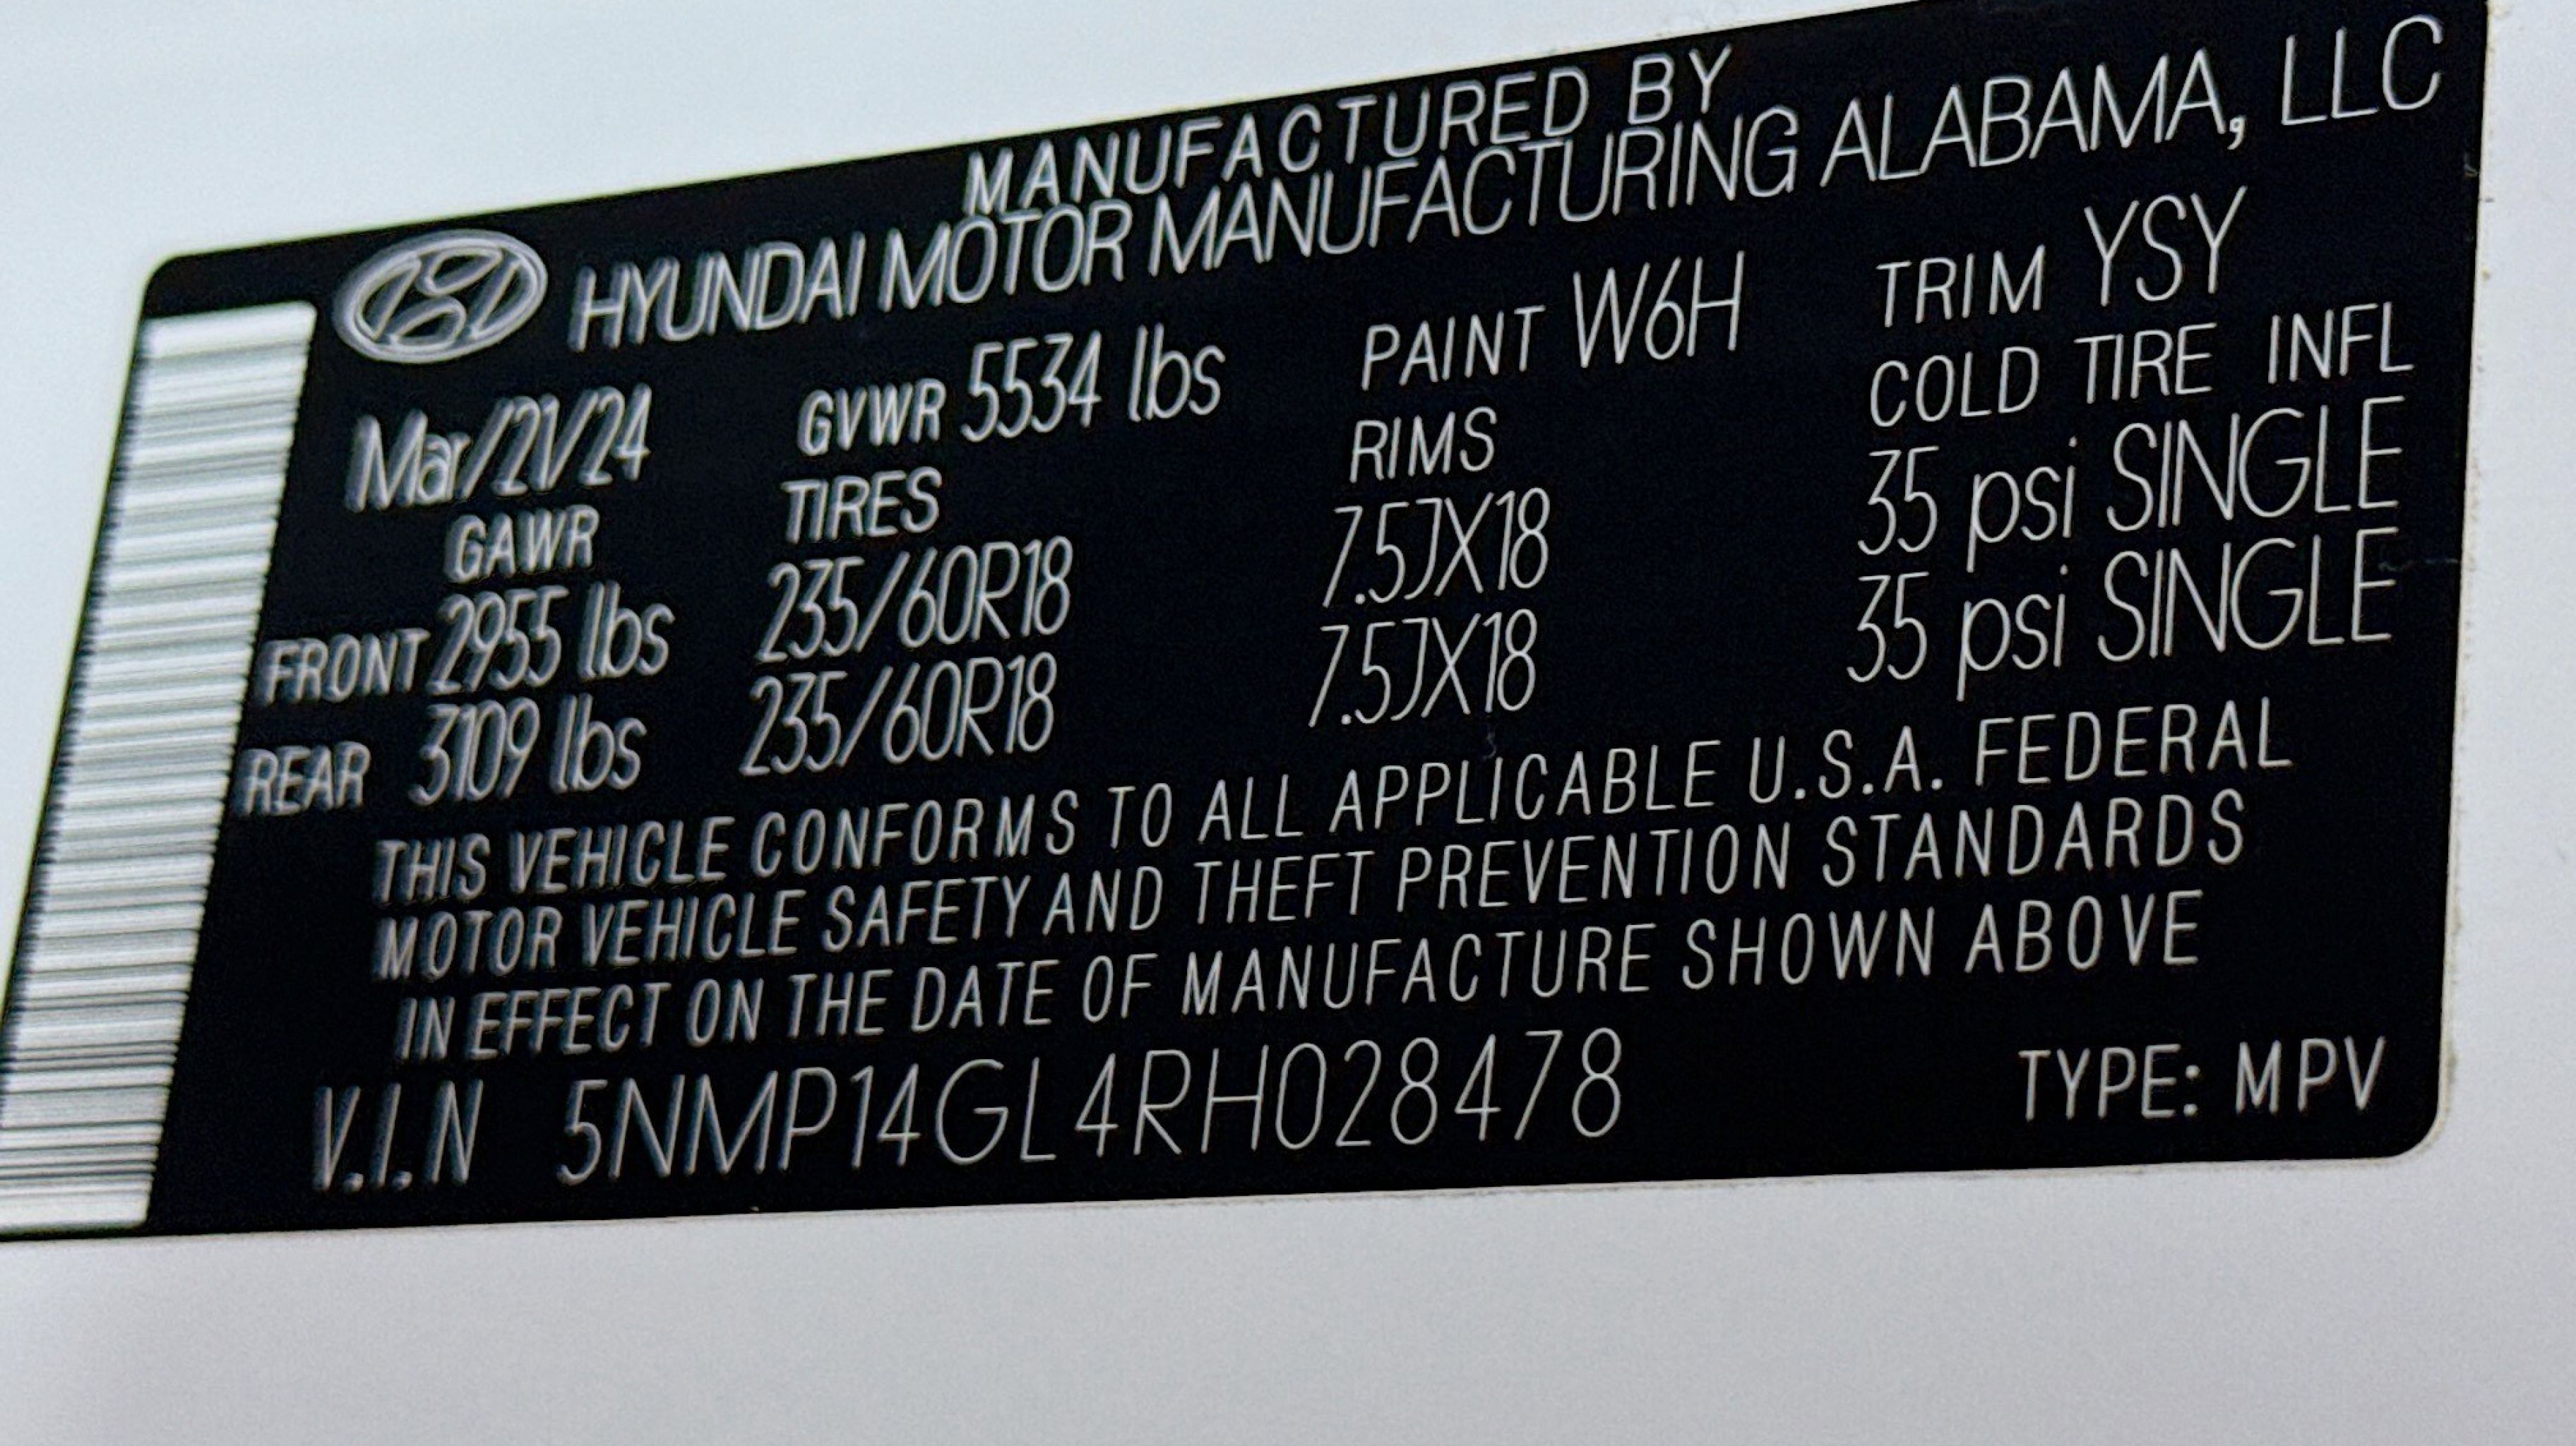 MANUFACTURED BY
HYUNDAI MOTOR MANUFACTURING ALABAMA, LLC
Mar/21/24 GVWR 5534 lbs PAINT W6H TRIM YSY
GAWR TIRES RIMS COLD TIRE INFL
FRONT 2955 lbs 235/60R18 7.5JX18 35 psi SINGLE
REAR 3109 lbs 235/60R18 7.5JX18 35 psi SINGLE
THIS VEHICLE CONFORMS TO ALL APPLICABLE U.S.A. FEDERAL
MOTOR VEHICLE SAFETY AND THEFT PREVENTION STANDARDS
IN EFFECT ON THE DATE OF MANUFACTURE SHOWN ABOVE
V.I.N 5NMP14GL4RH028478 TYPE: MPV